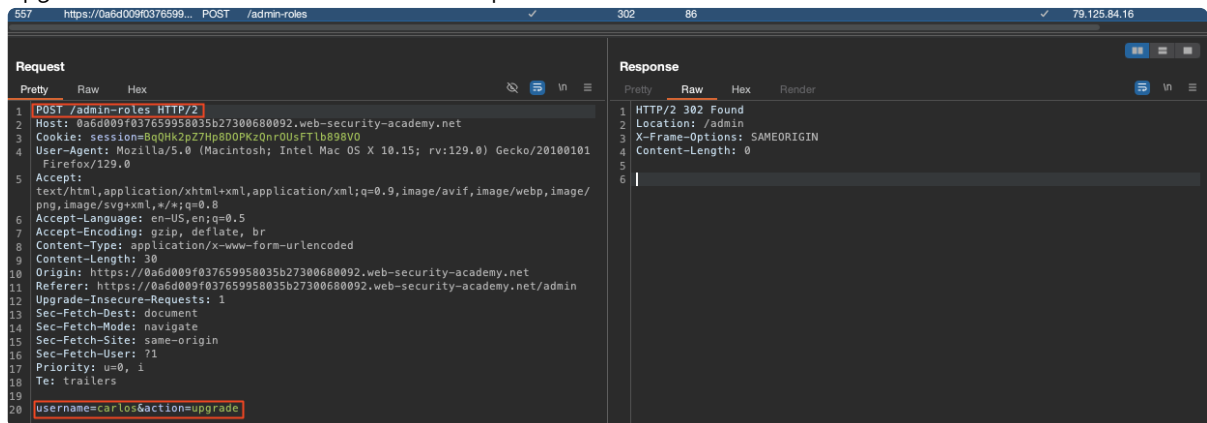 557 https://0a6d009f0376599... POST /admin-roles ✓ 302 86 ✓ 79.125.84.16
Request
Pretty Raw Hex \n
1 POST /admin-roles HTTP/2
2 Host: 0a6d009f037659958035b27300680092.web-security-academy.net
3 Cookie: session=BqQHk2pZ7Hp8DOPKzQnrOUsFTlb898VO
4 User-Agent: Mozilla/5.0 (Macintosh; Intel Mac OS X 10.15; rv:129.0) Gecko/20100101
Firefox/129.0
5 Accept:
text/html,application/xhtml+xml,application/xml;q=0.9,image/avif,image/webp,image/
png,image/svg+xml,*/*;q=0.8
6 Accept-Language: en-US,en;q=0.5
7 Accept-Encoding: gzip, deflate, br
8 Content-Type: application/x-www-form-urlencoded
9 Content-Length: 30
10 Origin: https://0a6d009f037659958035b27300680092.web-security-academy.net
11 Referer: https://0a6d009f037659958035b27300680092.web-security-academy.net/admin
12 Upgrade-Insecure-Requests: 1
13 Sec-Fetch-Dest: document
14 Sec-Fetch-Mode: navigate
15 Sec-Fetch-Site: same-origin
16 Sec-Fetch-User: ?1
17 Priority: u=0, i
18 Te: trailers
19
20 username=carlos&action=upgrade
Response
Pretty Raw Hex Render \n
1 HTTP/2 302 Found
2 Location: /admin
3 X-Frame-Options: SAMEORIGIN
4 Content-Length: 0
5
6